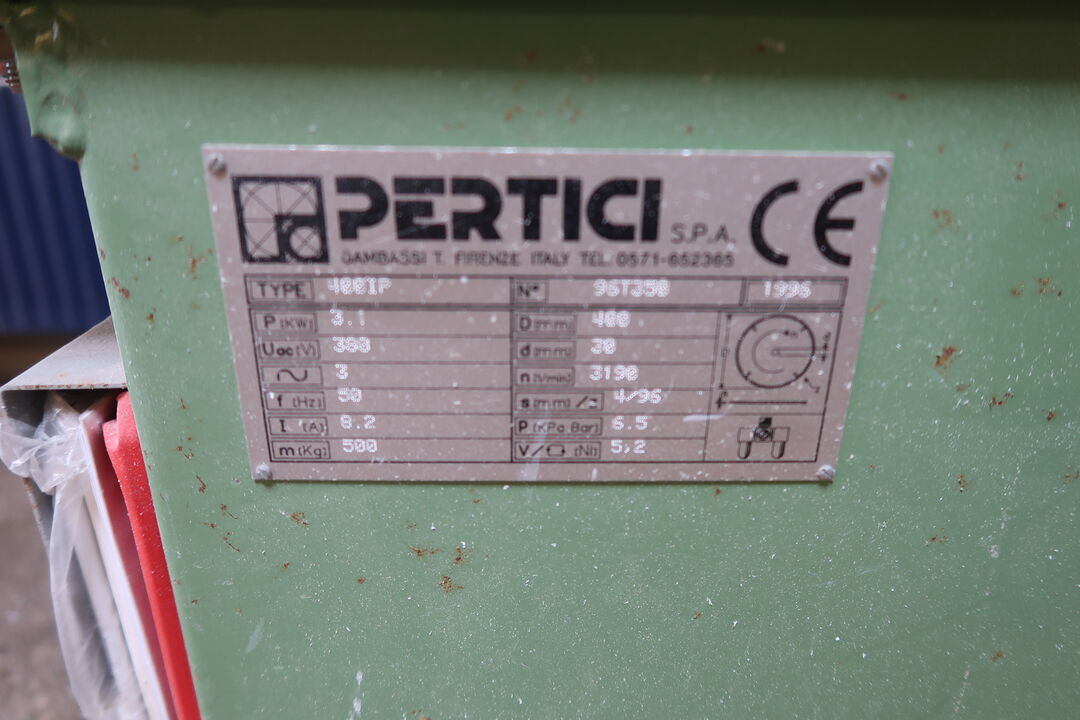 PERTICI S.P.A. CE
GAMBASSI T. FIRENZE ITALY TEL. 0571-652365
TYPE 400IP N° 96T350 1996
P (KW) 3.1 D (mm) 400
Uoc (V) 380 d (mm) 30
3 n (1/min) 3190
f (Hz) 50 s (mm) / 4/96
I (A) 8.2 P (KPa Bar) 6.5
m (Kg) 500 V/ (Nl) 5,2